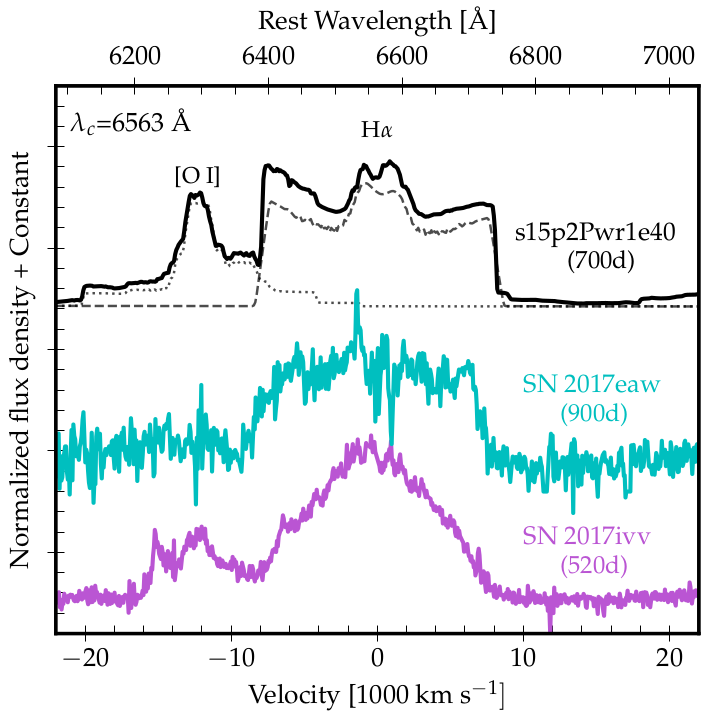 Rest Wavelength [Å]
6200 6400 6600 6800 7000
λc=6563 Å
Hα
[O I]
s15p2Pwr1e40
(700d)
SN 2017eaw
(900d)
SN 2017ivv
(520d)
Normalized flux density + Constant
−20 −10 0 10 20
Velocity [1000 km s−1]